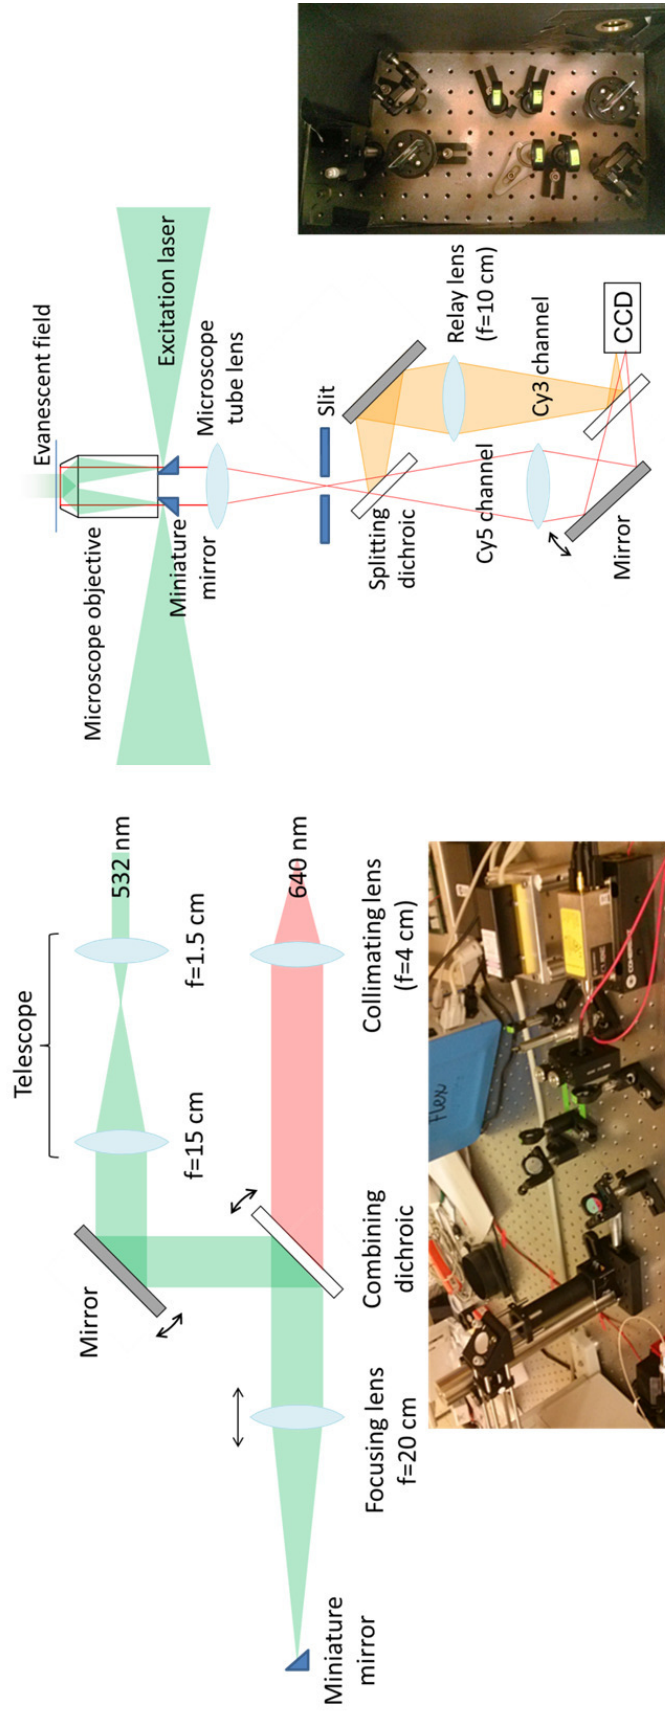 Telescope
532 nm
f=1.5 cm
f=15 cm
Mirror
640 nm
Collimating lens
(f=4 cm)
Combining
dichroic
Focusing lens
f=20 cm
Miniature
mirror
Flex
Evanescent field
Microscope objective
Excitation laser
Miniature
mirror
Microscope
tube lens
Slit
Splitting
dichroic
Relay lens
(f=10 cm)
Cy5 channel
Cy3 channel
Mirror
CCD